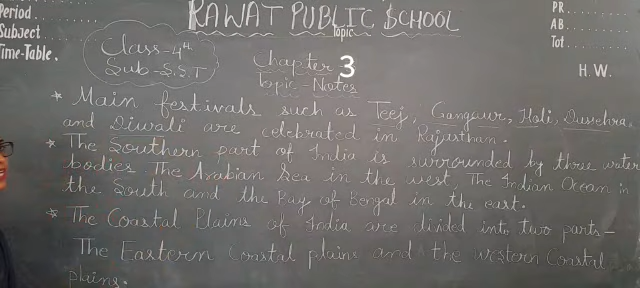 RAWAT PUBLIC SCHOOL
Period
Subject
Time-Table.
Topic
PR
AB
Tot
H.W.
Class-4th
Sub-S.S.T
Chapter 3
Topic-Notes
* Main festivals such as Teej, Gangaur, Holi, Dussehra,
and Diwali are celebrated in Rajasthan.
* The Southern part of India is surrounded by three water
bodies The Arabian Sea in the west, The Indian Ocean in
the South and the Bay of Bengal in the east.
* The Coastal Plains of India are divided into two parts-
The Eastern Coastal plains and the western Coastal
plains.